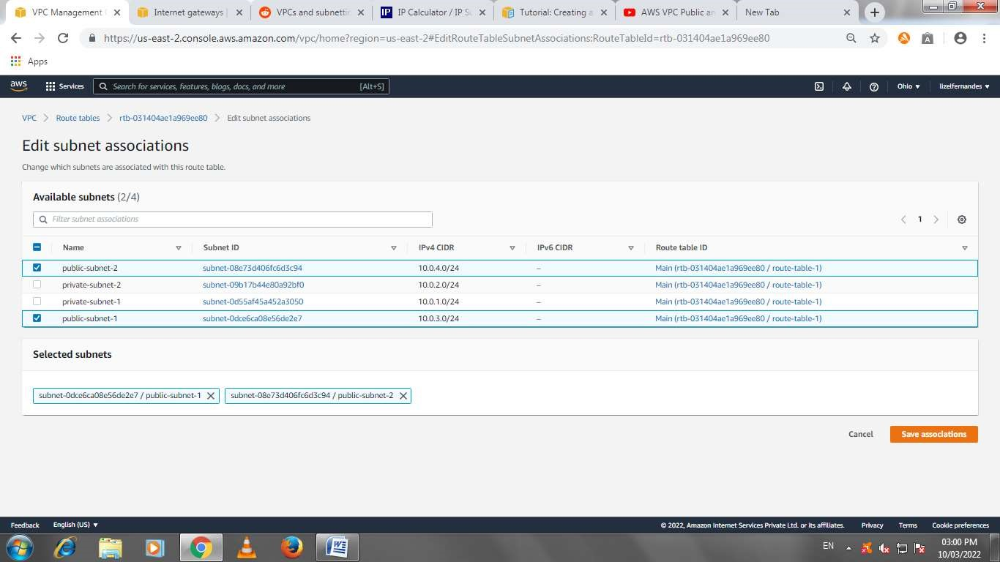 VPC Management C
Internet gateways |
VPCs and subnettin
IP Calculator / IP Su
Tutorial: Creating a
AWS VPC Public an
New Tab
https://us-east-2.console.aws.amazon.com/vpc/home?region=us-east-2#EditRouteTableSubnetAssociations:RouteTableId=rtb-031404ae1a969ee80
Apps
aws Services Search for services, features, blogs, docs, and more [Alt+S] Ohio ▼ lizelfernandes ▼
VPC > Route tables > rtb-031404ae1a969ee80 > Edit subnet associations
Edit subnet associations
Change which subnets are associated with this route table.
Available subnets (2/4)
Filter subnet associations
< 1 >
Name Subnet ID IPv4 CIDR IPv6 CIDR Route table ID
public-subnet-2 subnet-08e73d406fc6d3c94 10.0.4.0/24 – Main (rtb-031404ae1a969ee80 / route-table-1)
private-subnet-2 subnet-09b17b44e80a92bf0 10.0.2.0/24 – Main (rtb-031404ae1a969ee80 / route-table-1)
private-subnet-1 subnet-0d55af45a452a3050 10.0.1.0/24 – Main (rtb-031404ae1a969ee80 / route-table-1)
public-subnet-1 subnet-0dce6ca08e56de2e7 10.0.3.0/24 – Main (rtb-031404ae1a969ee80 / route-table-1)
Selected subnets
subnet-0dce6ca08e56de2e7 / public-subnet-1 subnet-08e73d406fc6d3c94 / public-subnet-2
Cancel Save associations
Feedback English (US) ▼ © 2022, Amazon Internet Services Private Ltd. or its affiliates. Privacy Terms Cookie preferences
EN
03:00 PM
10/03/2022